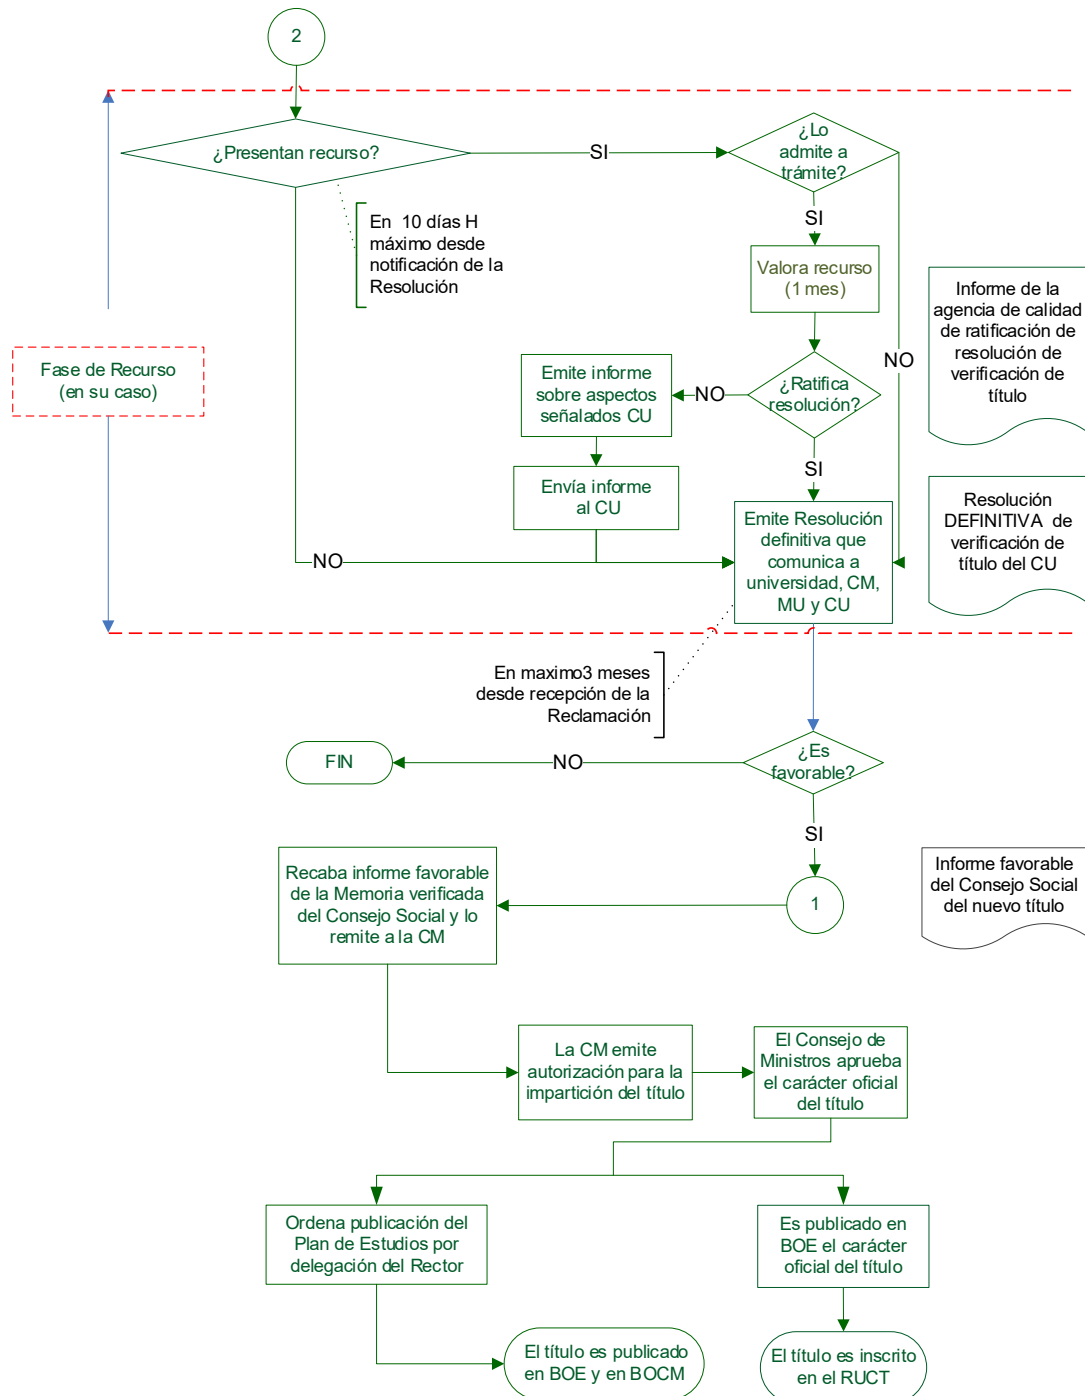 2
¿Presentan recurso?
SI
¿Lo
admite a
trámite?
En  10 días H
máximo desde
notificación de la
Resolución
SI
Valora recurso
(1 mes)
NO
Informe de la
agencia de calidad
de ratificación de
resolución de
verificación de
título
Fase de Recurso
(en su caso)
Emite informe
sobre aspectos
señalados CU
NO
¿Ratifica
resolución?
SI
Envía informe
al CU
NO
Emite Resolución
definitiva que
comunica a
universidad, CM,
MU y CU
Resolución
DEFINITIVA  de
verificación de
título del CU
En maximo3 meses
desde recepción de la
Reclamación
¿Es
favorable?
NO
FIN
SI
1
Recaba informe favorable
de la Memoria verificada
del Consejo Social y lo
remite a la CM
Informe favorable
del Consejo Social
del nuevo título
La CM emite
autorización para la
impartición del título
El Consejo de
Ministros aprueba
el carácter oficial
del título
Ordena publicación del
Plan de Estudios por
delegación del Rector
Es publicado en
BOE el carácter
oficial del título
El título es publicado
en BOE y en BOCM
El título es inscrito
en el RUCT